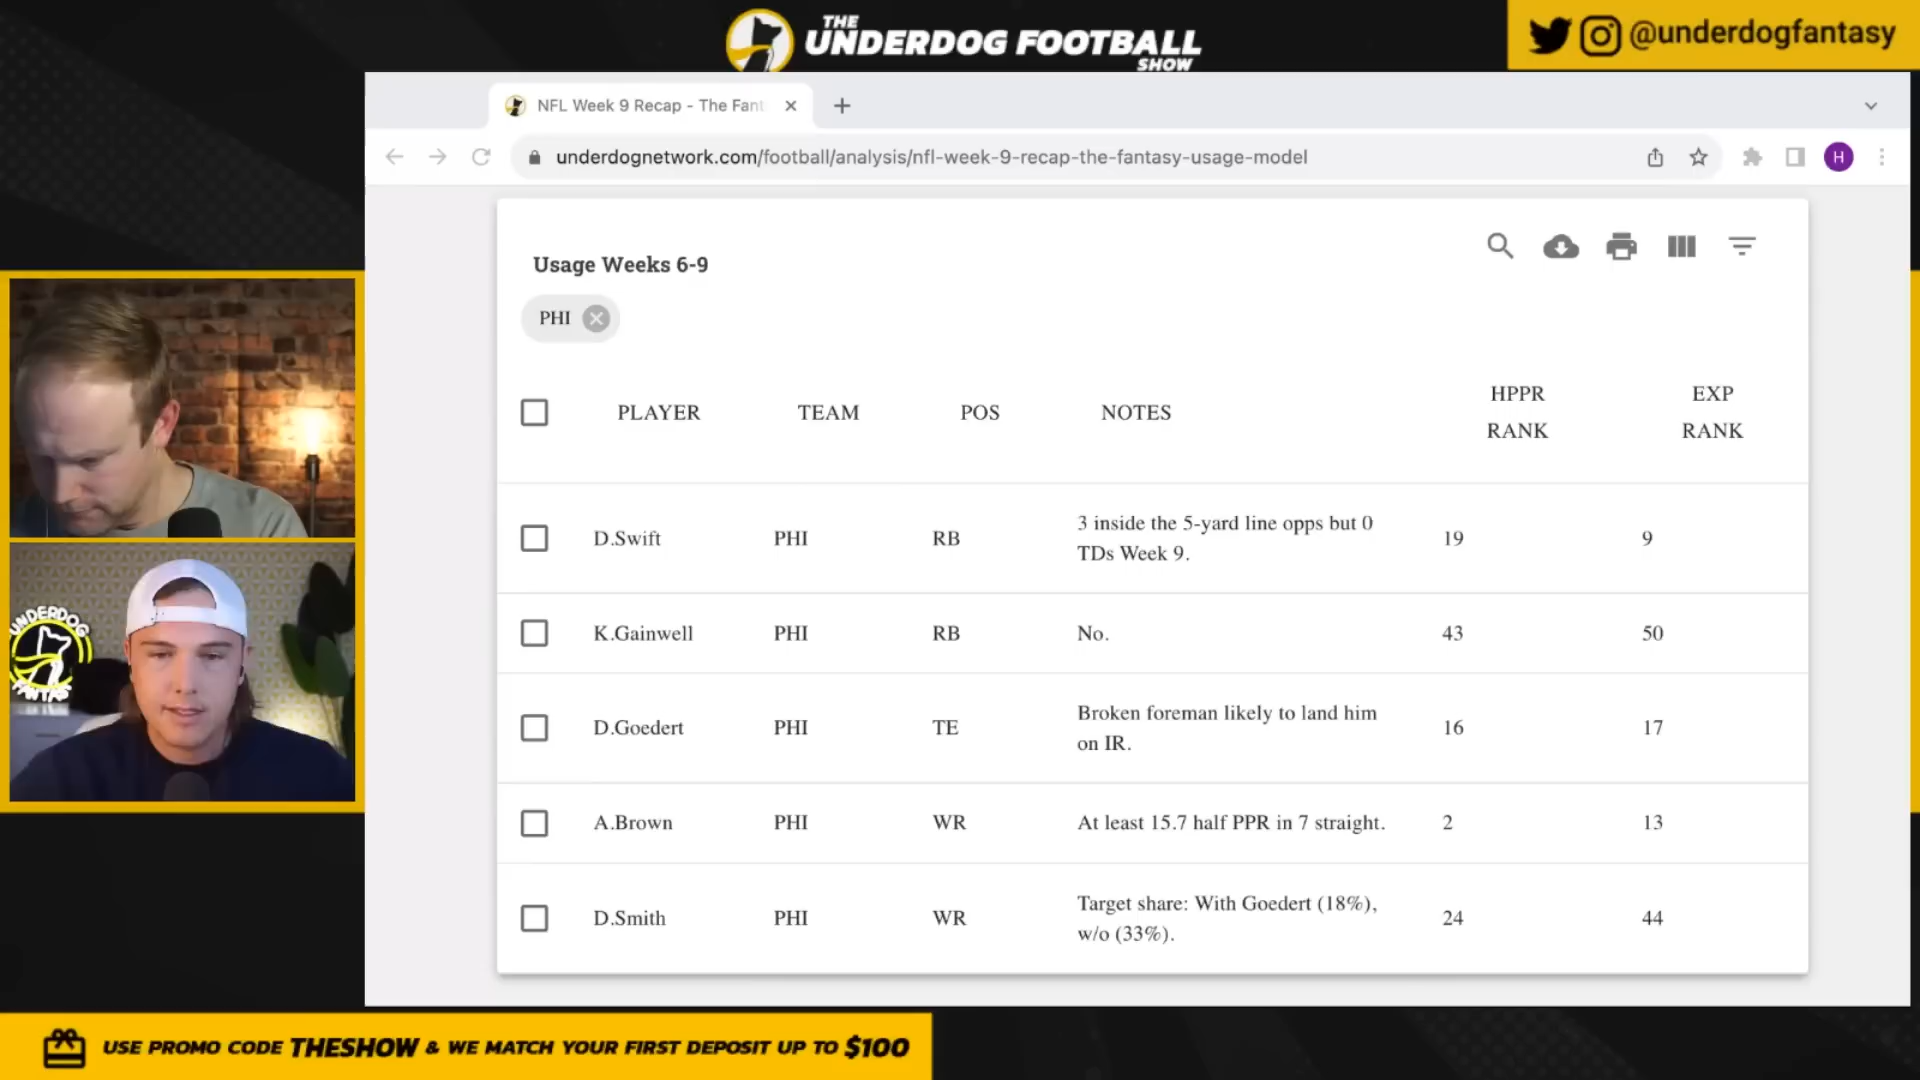 THE
UNDERDOG FOOTBALL
SHOW
@underdogfantasy
NFL Week 9 Recap - The Fant
underdognetwork.com/football/analysis/nfl-week-9-recap-the-fantasy-usage-model
H
Usage Weeks 6-9
PHI
PLAYER TEAM POS NOTES HPPR RANK EXP RANK
D.Swift PHI RB 3 inside the 5-yard line opps but 0 19 9
TDs Week 9.
K.Gainwell PHI RB No. 43 50
D.Goedert PHI TE Broken foreman likely to land him 16 17
on IR.
A.Brown PHI WR At least 15.7 half PPR in 7 straight. 2 13
D.Smith PHI WR Target share: With Goedert (18%), 24 44
w/o (33%).
UNDERDOG
FANTAS
USE PROMO CODE THESHOW & WE MATCH YOUR FIRST DEPOSIT UP TO $100